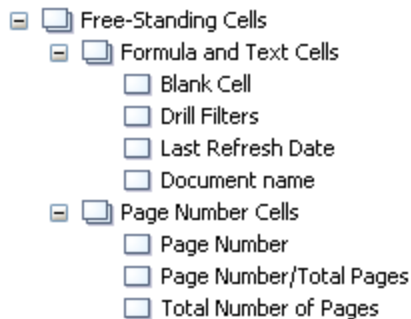 Free-Standing Cells
Formula and Text Cells
Blank Cell
Drill Filters
Last Refresh Date
Document name
Page Number Cells
Page Number
Page Number/Total Pages
Total Number of Pages